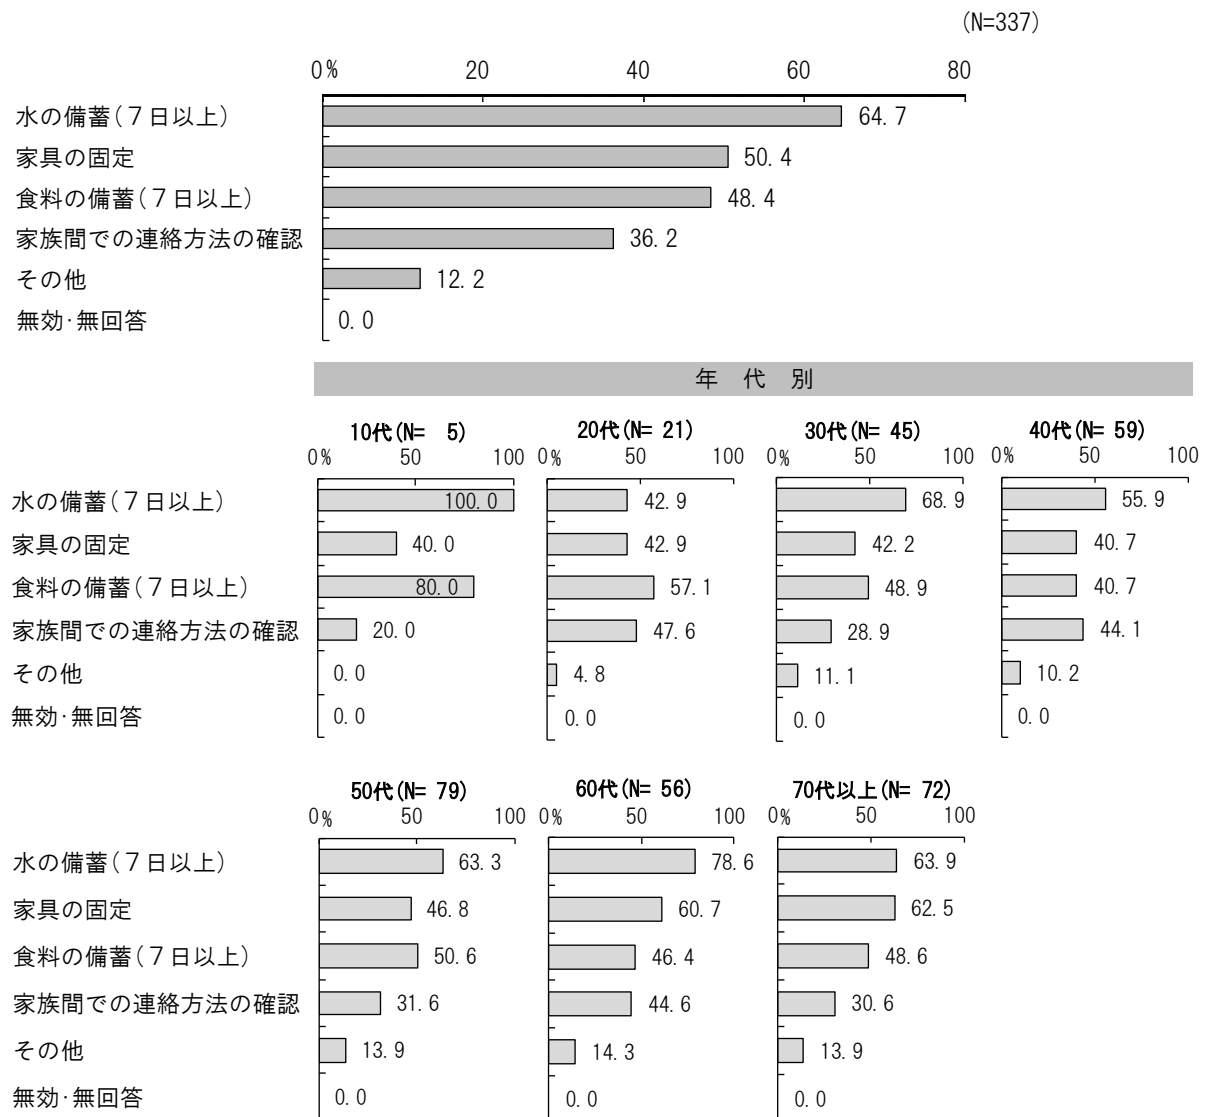 (N=337)
0% 20 40 60 80
水の備蓄(７日以上) 64.7
家具の固定 50.4
食料の備蓄(７日以上) 48.4
家族間での連絡方法の確認 36.2
その他 12.2
無効・無回答 0.0
年　代　別
10代(N=　5) 20代(N= 21) 30代(N= 45) 40代(N= 59)
0% 50 100 0% 50 100 0% 50 100 0% 50 100
水の備蓄(７日以上) 100.0 42.9 68.9 55.9
家具の固定 40.0 42.9 42.2 40.7
食料の備蓄(７日以上) 80.0 57.1 48.9 40.7
家族間での連絡方法の確認 20.0 47.6 28.9 44.1
その他 0.0 4.8 11.1 10.2
無効・無回答 0.0 0.0 0.0 0.0
50代(N= 79) 60代(N= 56) 70代以上(N= 72)
0% 50 100 0% 50 100 0% 50 100
水の備蓄(７日以上) 63.3 78.6 63.9
家具の固定 46.8 60.7 62.5
食料の備蓄(７日以上) 50.6 46.4 48.6
家族間での連絡方法の確認 31.6 44.6 30.6
その他 13.9 14.3 13.9
無効・無回答 0.0 0.0 0.0